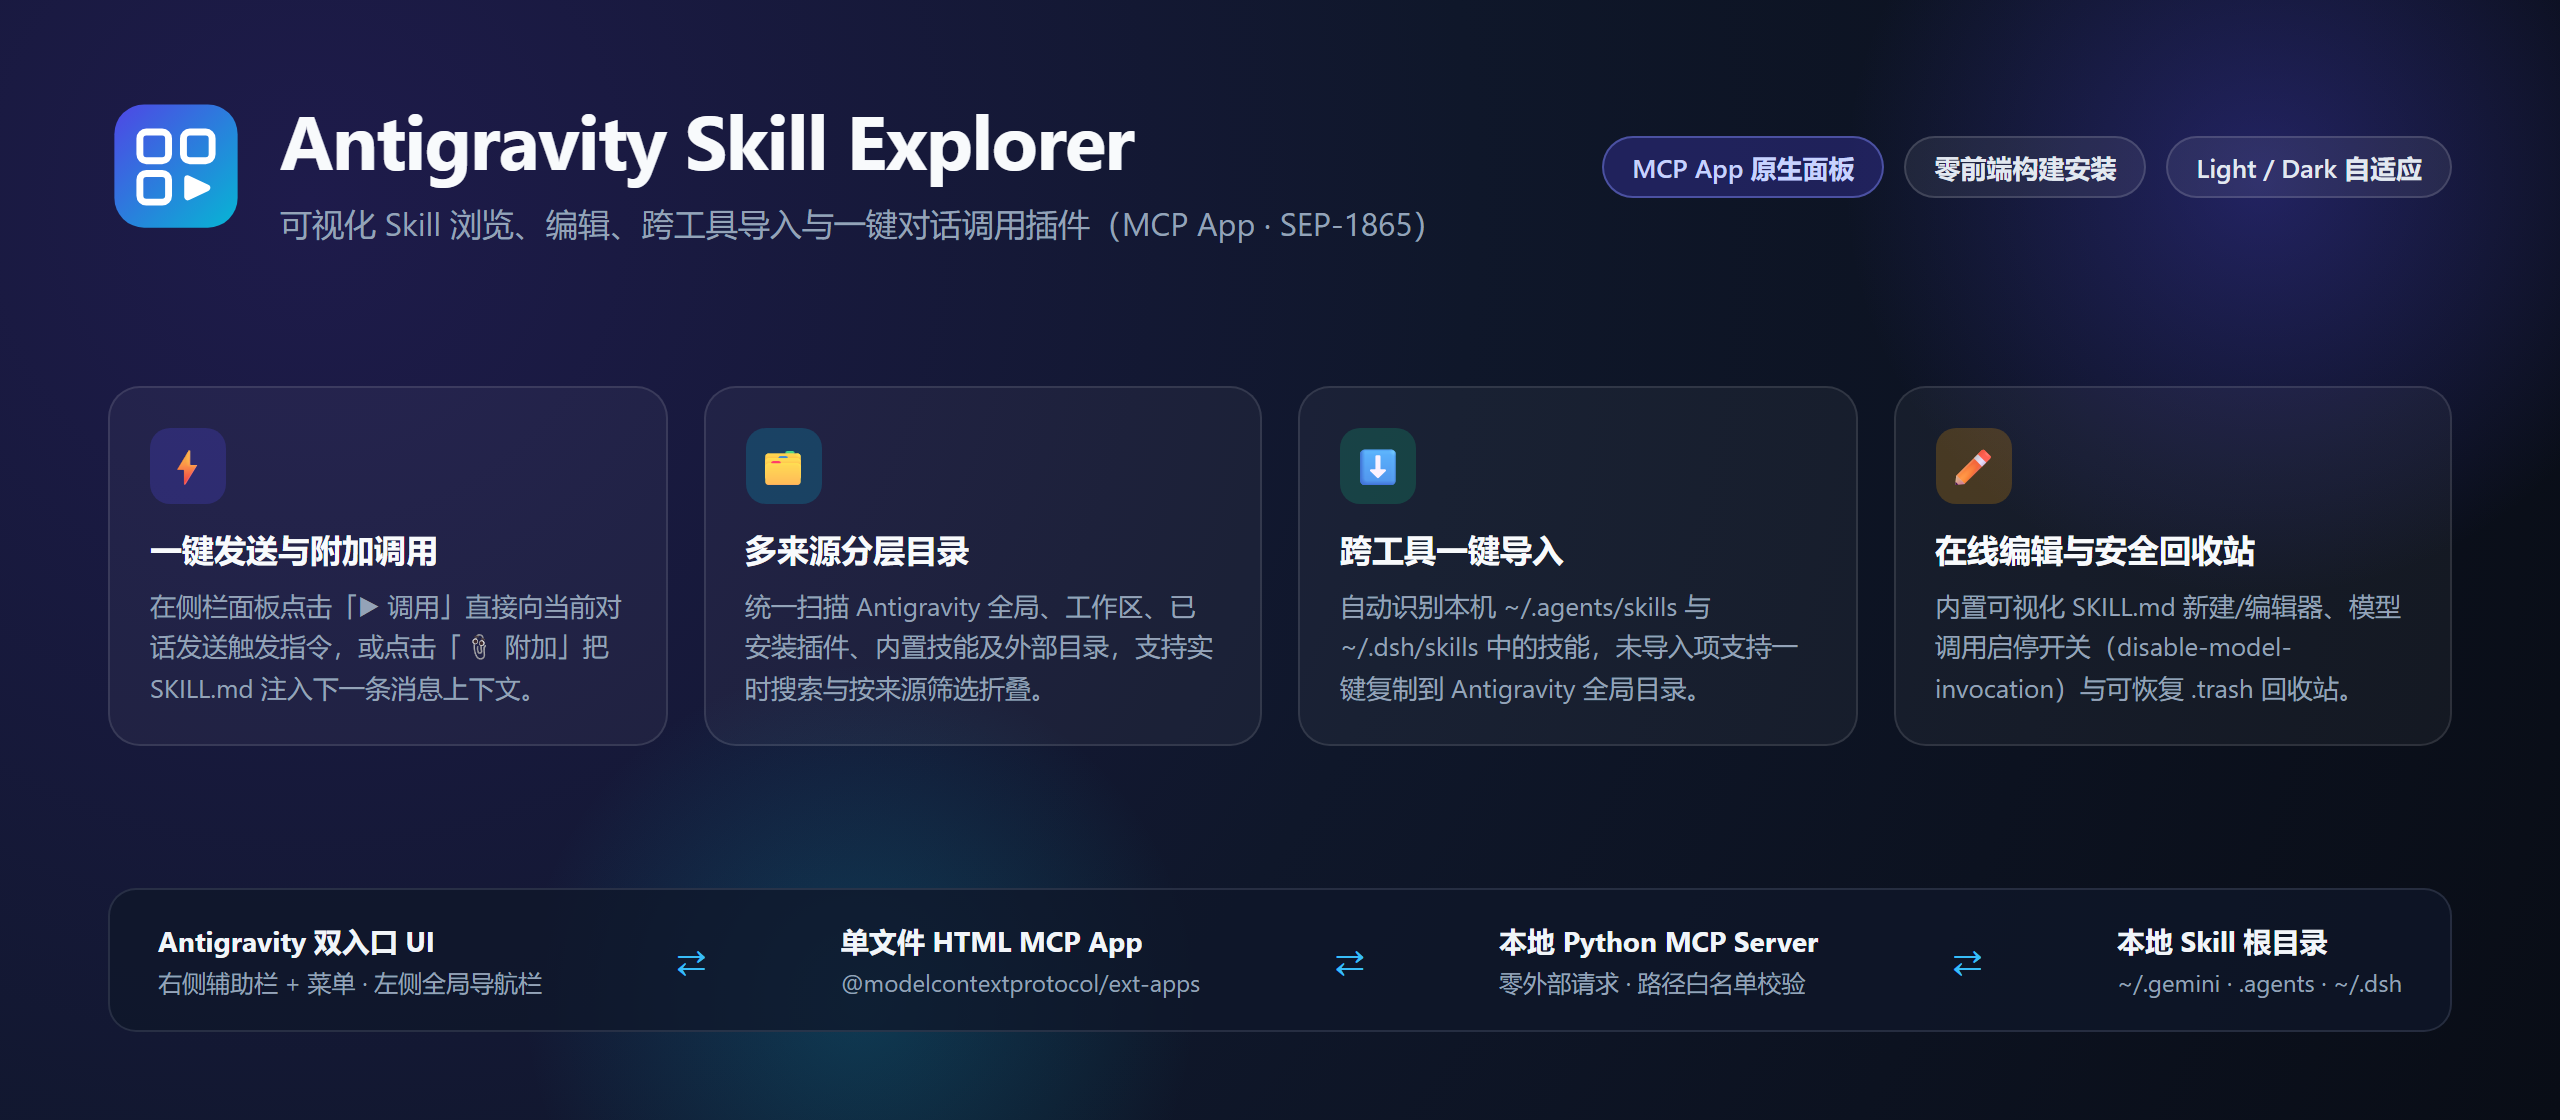 Antigravity Skill Explorer
可视化 Skill 浏览、编辑、跨工具导入与一键对话调用插件（MCP App · SEP-1865）
MCP App 原生面板
零前端构建安装
Light / Dark 自适应
一键发送与附加调用
在侧栏面板点击「▶ 调用」直接向当前对
话发送触发指令，或点击「📎 附加」把
SKILL.md 注入下一条消息上下文。
多来源分层目录
统一扫描 Antigravity 全局、工作区、已
安装插件、内置技能及外部目录，支持实
时搜索与按来源筛选折叠。
跨工具一键导入
自动识别本机 ~/.agents/skills 与
~/.dsh/skills 中的技能，未导入项支持一
键复制到 Antigravity 全局目录。
在线编辑与安全回收站
内置可视化 SKILL.md 新建/编辑器、模型
调用启停开关（disable-model-
invocation）与可恢复 .trash 回收站。
Antigravity 双入口 UI
右侧辅助栏 + 菜单 · 左侧全局导航栏
⇄
单文件 HTML MCP App
@modelcontextprotocol/ext-apps
⇄
本地 Python MCP Server
零外部请求 · 路径白名单校验
⇄
本地 Skill 根目录
~/.gemini · .agents · ~/.dsh